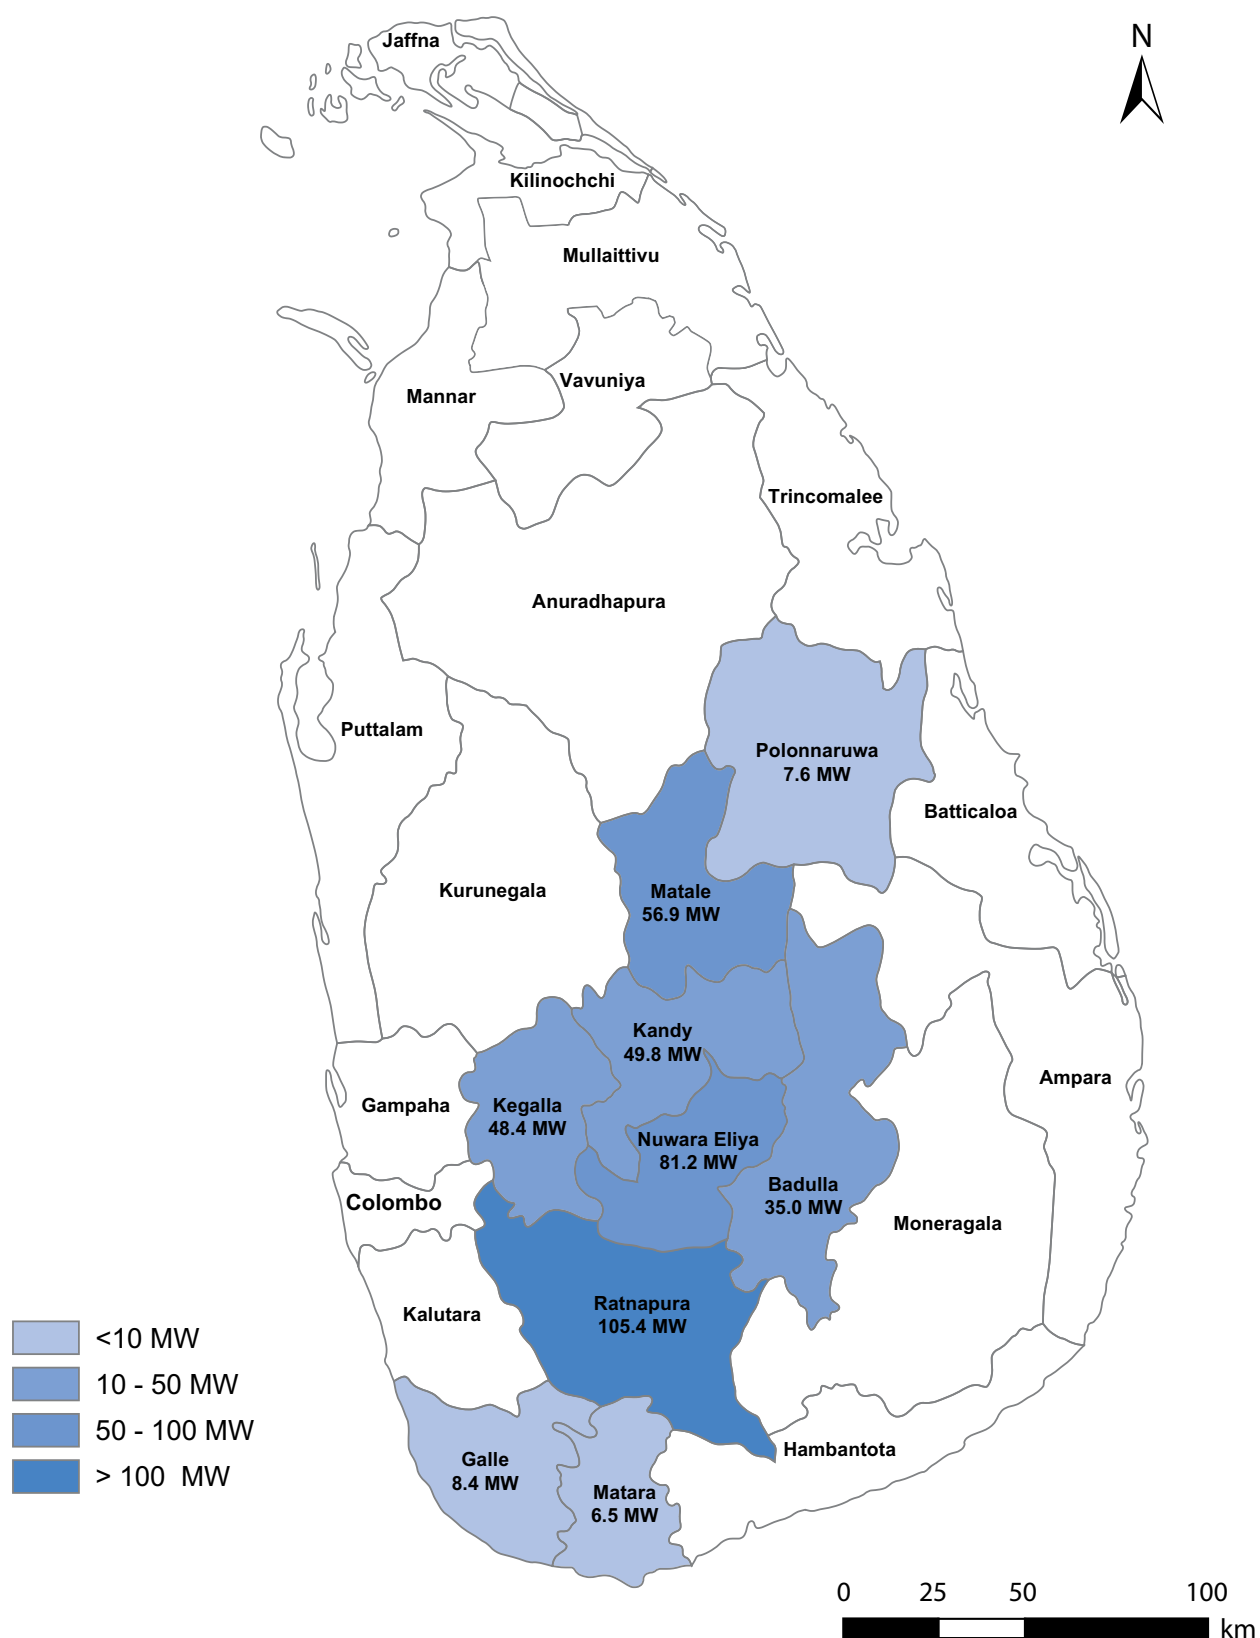 Jaffna
N
Kilinochchi
Mullaittivu
Vavuniya
Mannar
Trincomalee
Anuradhapura
Puttalam
Polonnaruwa
7.6 MW
Batticaloa
Kurunegala
Matale
56.9 MW
Kandy
49.8 MW
Ampara
Gampaha
Kegalla
48.4 MW
Nuwara Eliya
81.2 MW
Badulla
35.0 MW
Colombo
Moneragala
Ratnapura
105.4 MW
Kalutara
<10 MW
10 - 50 MW
50 - 100 MW
> 100 MW
Hambantota
Galle
8.4 MW
Matara
6.5 MW
0 25 50 100
km